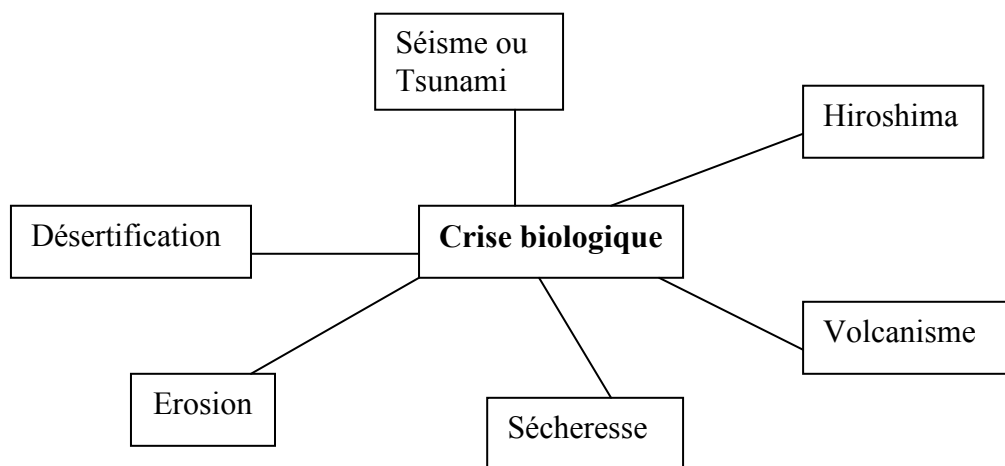 Séisme ou
Tsunami
Hiroshima
Désertification
Crise biologique
Volcanisme
Erosion
Sécheresse